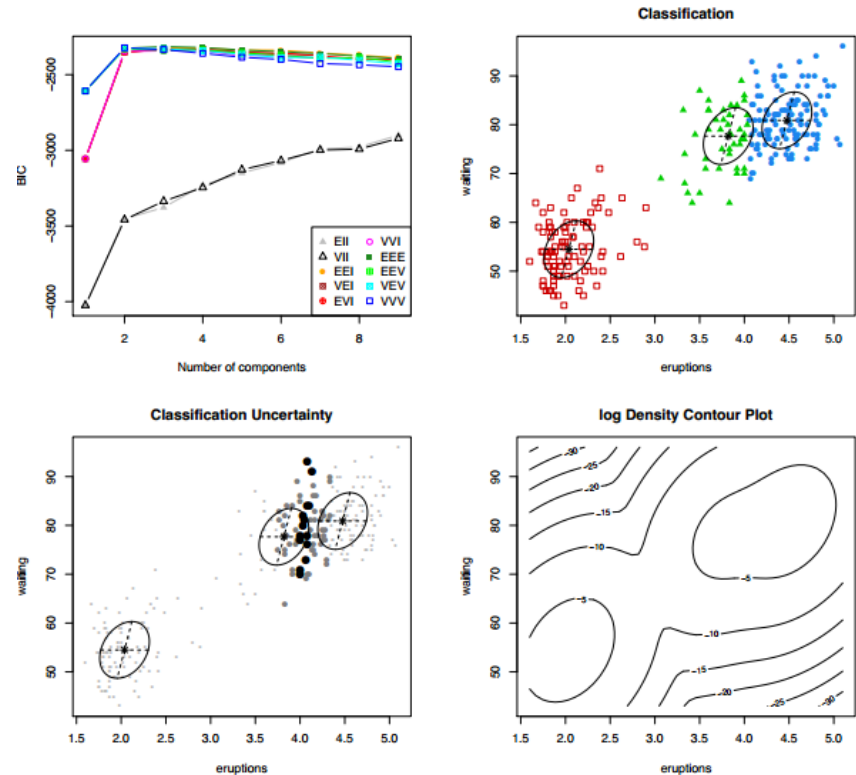 BIC
−2500
−3000
−3500
−4000
2
4
6
8
Number of components
EII
VII
EEI
VEI
EVI
VVI
EEE
EEV
VEV
VVV
Classification
waiting
90
80
70
60
50
1.5 2.0 2.5 3.0 3.5 4.0 4.5 5.0
eruptions
Classification Uncertainty
waiting
90
80
70
60
50
1.5 2.0 2.5 3.0 3.5 4.0 4.5 5.0
eruptions
log Density Contour Plot
waiting
90
80
70
60
50
−30
−25
−20
−15
−10
−5
−5
−10
−15
−20
−25
−30
1.5 2.0 2.5 3.0 3.5 4.0 4.5 5.0
eruptions